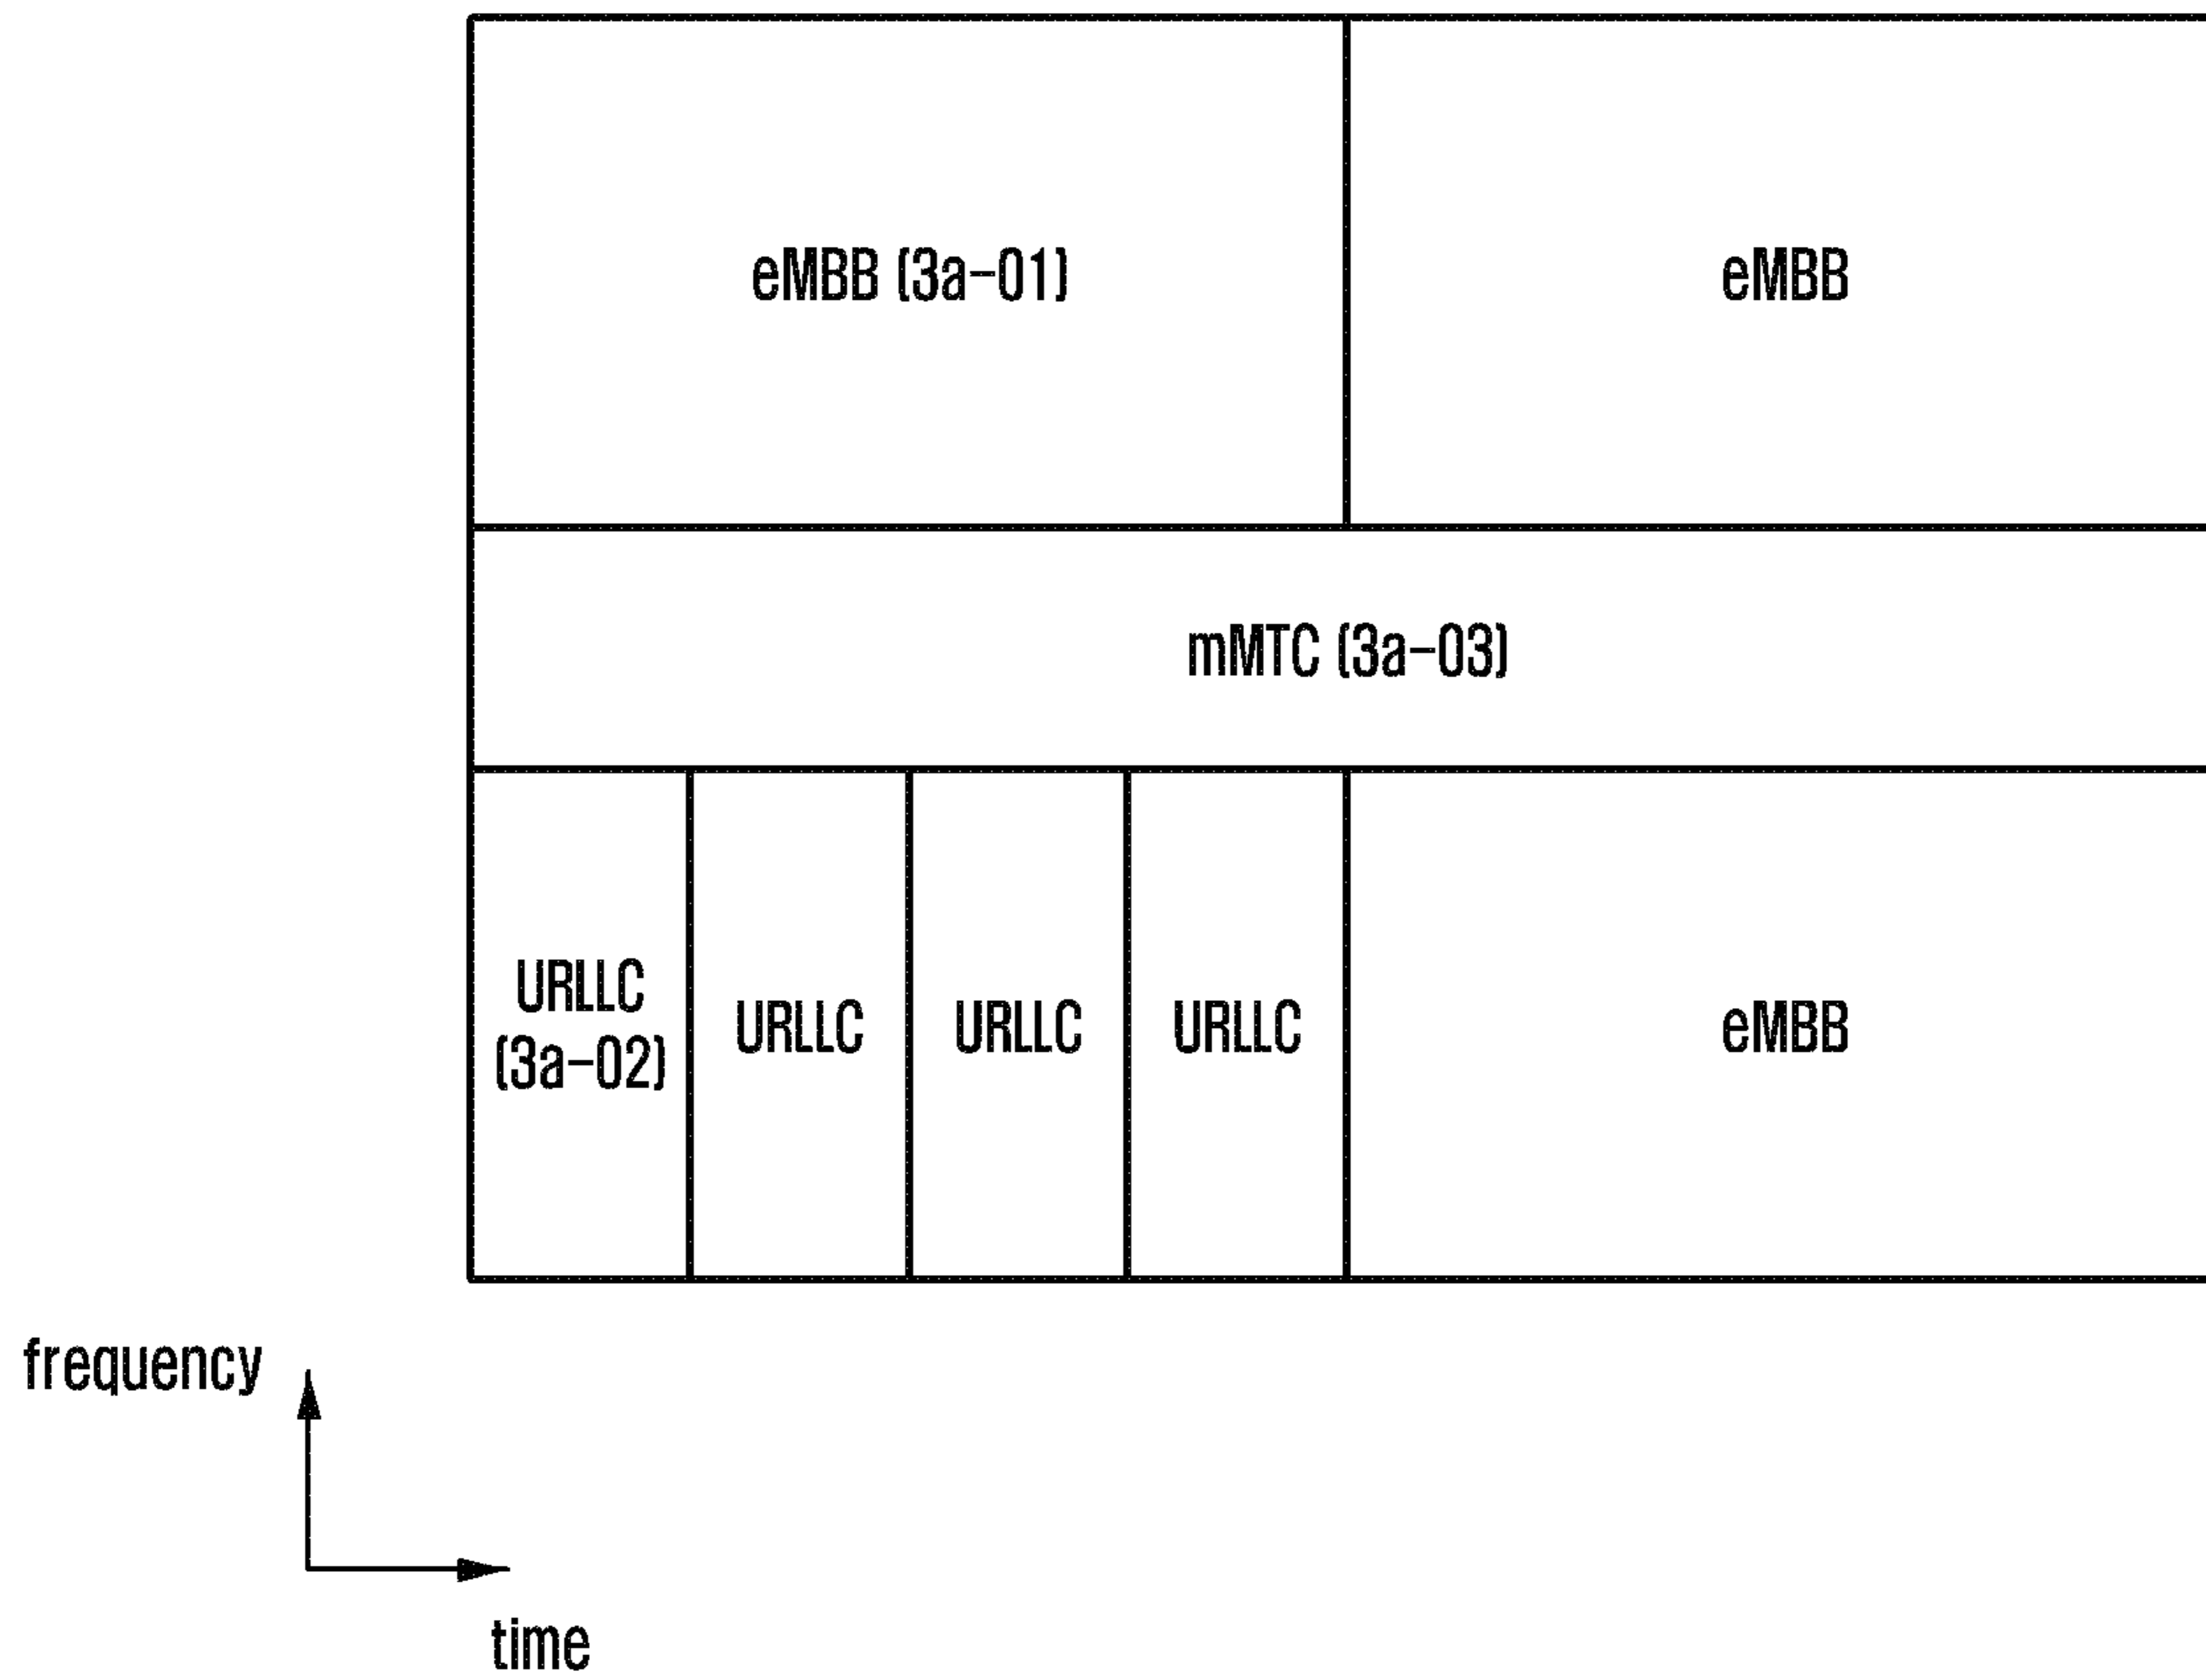 eMBB (3a-01)
eMBB
mMTC (3a-03)
URLLC
(3a-02)
URLLC
URLLC
URLLC
eMBB
frequency
time